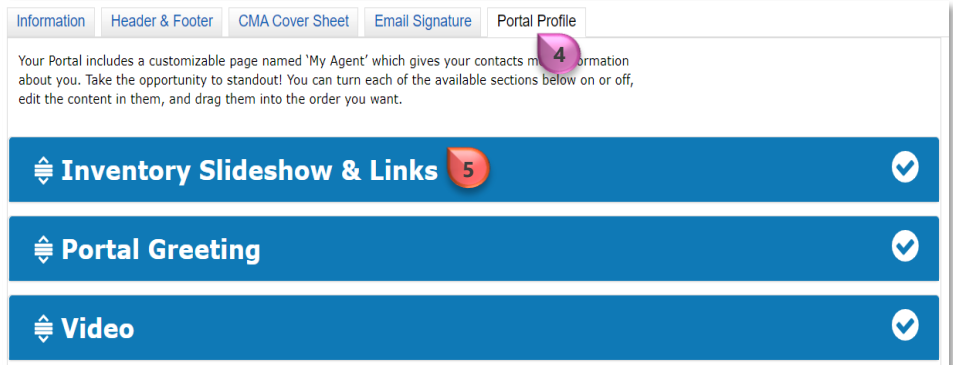 Information Header & Footer CMA Cover Sheet Email Signature Portal Profile
4
Your Portal includes a customizable page named ‘My Agent’ which gives your contacts ormation
about you. Take the opportunity to standout! You can turn each of the available sections below on or off,
edit the content in them, and drag them into the order you want.
Inventory Slideshow & Links 5
Portal Greeting
Video